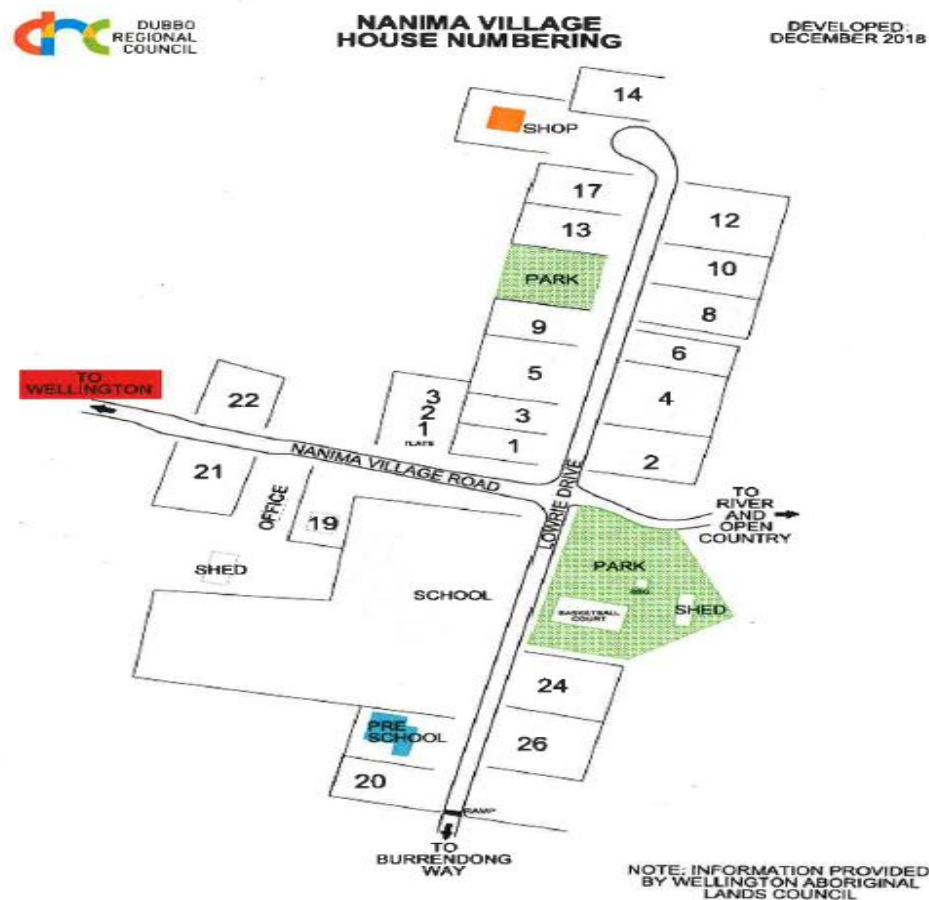 DUBBO
REGIONAL
COUNCIL
NANIMA VILLAGE
HOUSE NUMBERING
DEVELOPED:
DECEMBER 2018
14
SHOP
17
13
12
PARK
10
9
8
6
5
4
3
1
2
TO
WELLINGTON
22
3
2
1
FLATS
21
NANIMA VILLAGE ROAD
OFFICE
19
LOWRIE DRIVE
TO
RIVER
AND
OPEN
COUNTRY
SHED
SCHOOL
PARK
BBQ
BASKETBALL
COURT
SHED
24
PRE
SCHOOL
26
20
RAMP
TO
BURRENDONG
WAY
NOTE: INFORMATION PROVIDED
BY WELLINGTON ABORIGINAL
LANDS COUNCIL